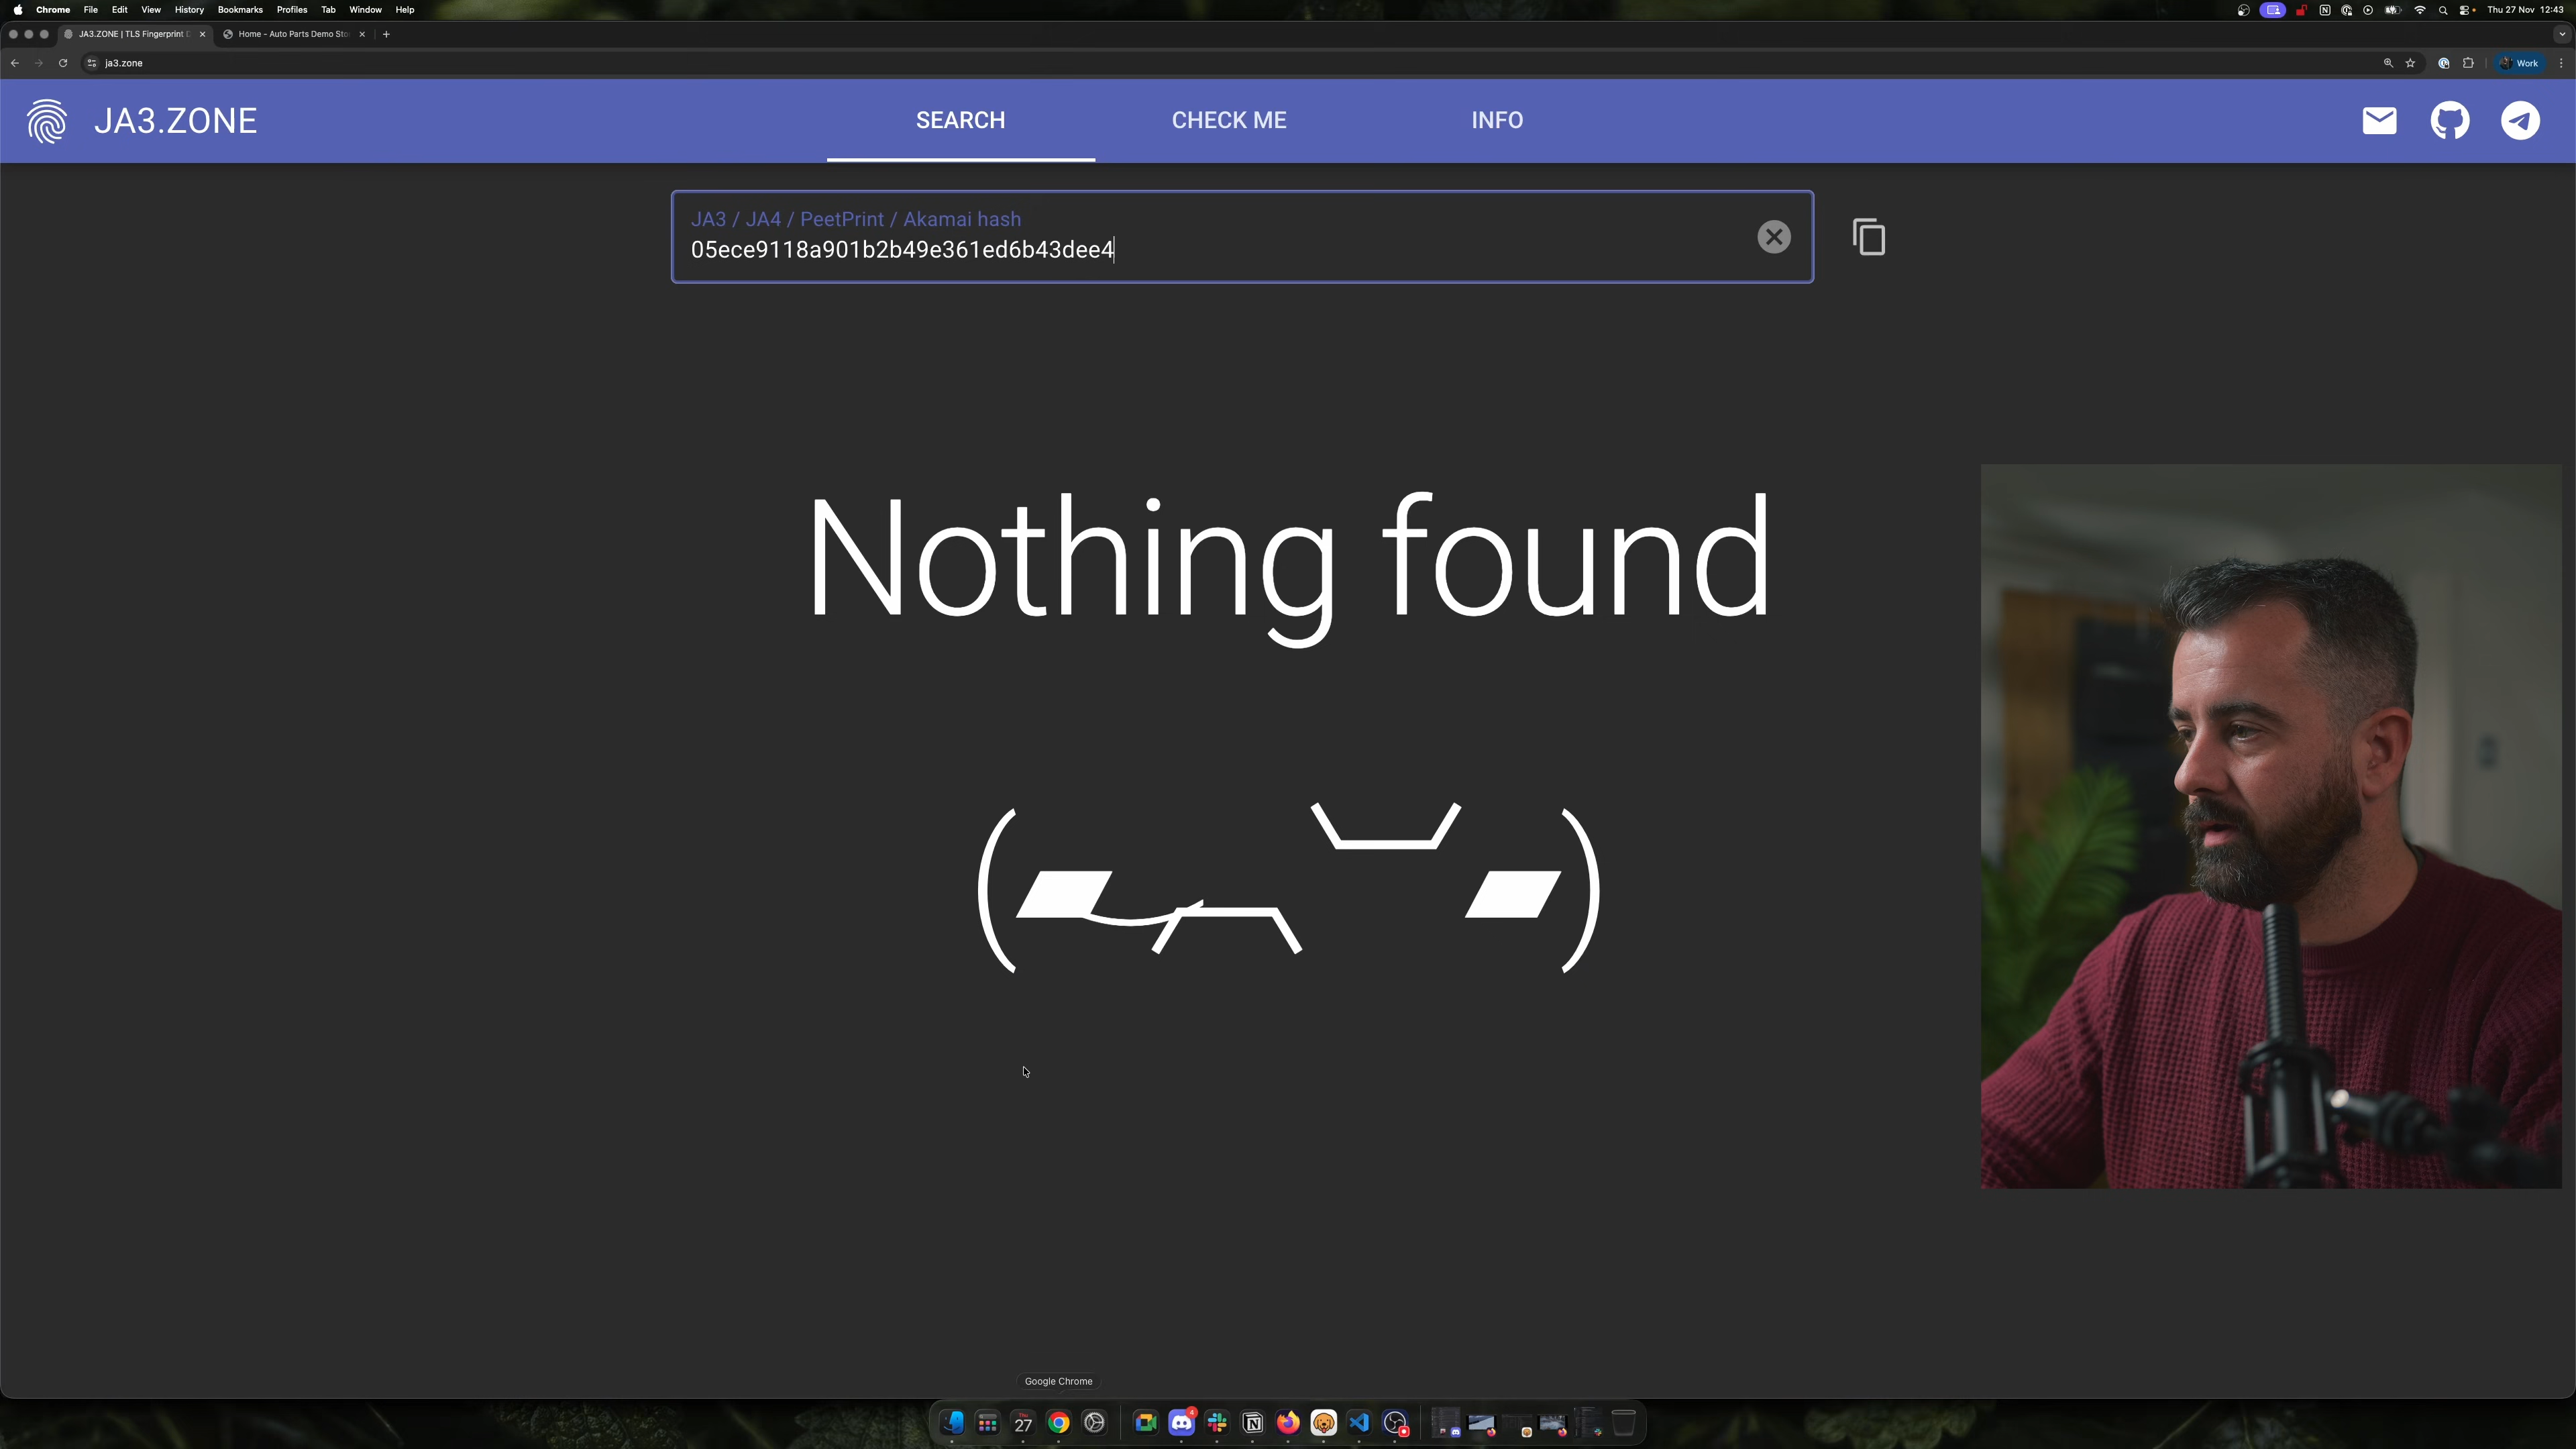 Chrome File Edit View History Bookmarks Profiles Tab Window Help
Thu 27 Nov 12:43
JA3.ZONE | TLS Fingerprint D
Home - Auto Parts Demo Sto
ja3.zone
Work
JA3.ZONE
SEARCH
CHECK ME
INFO
JA3 / JA4 / PeetPrint / Akamai hash
05ece9118a901b2b49e361ed6b43dee4
Nothing found
Google Chrome
27
4